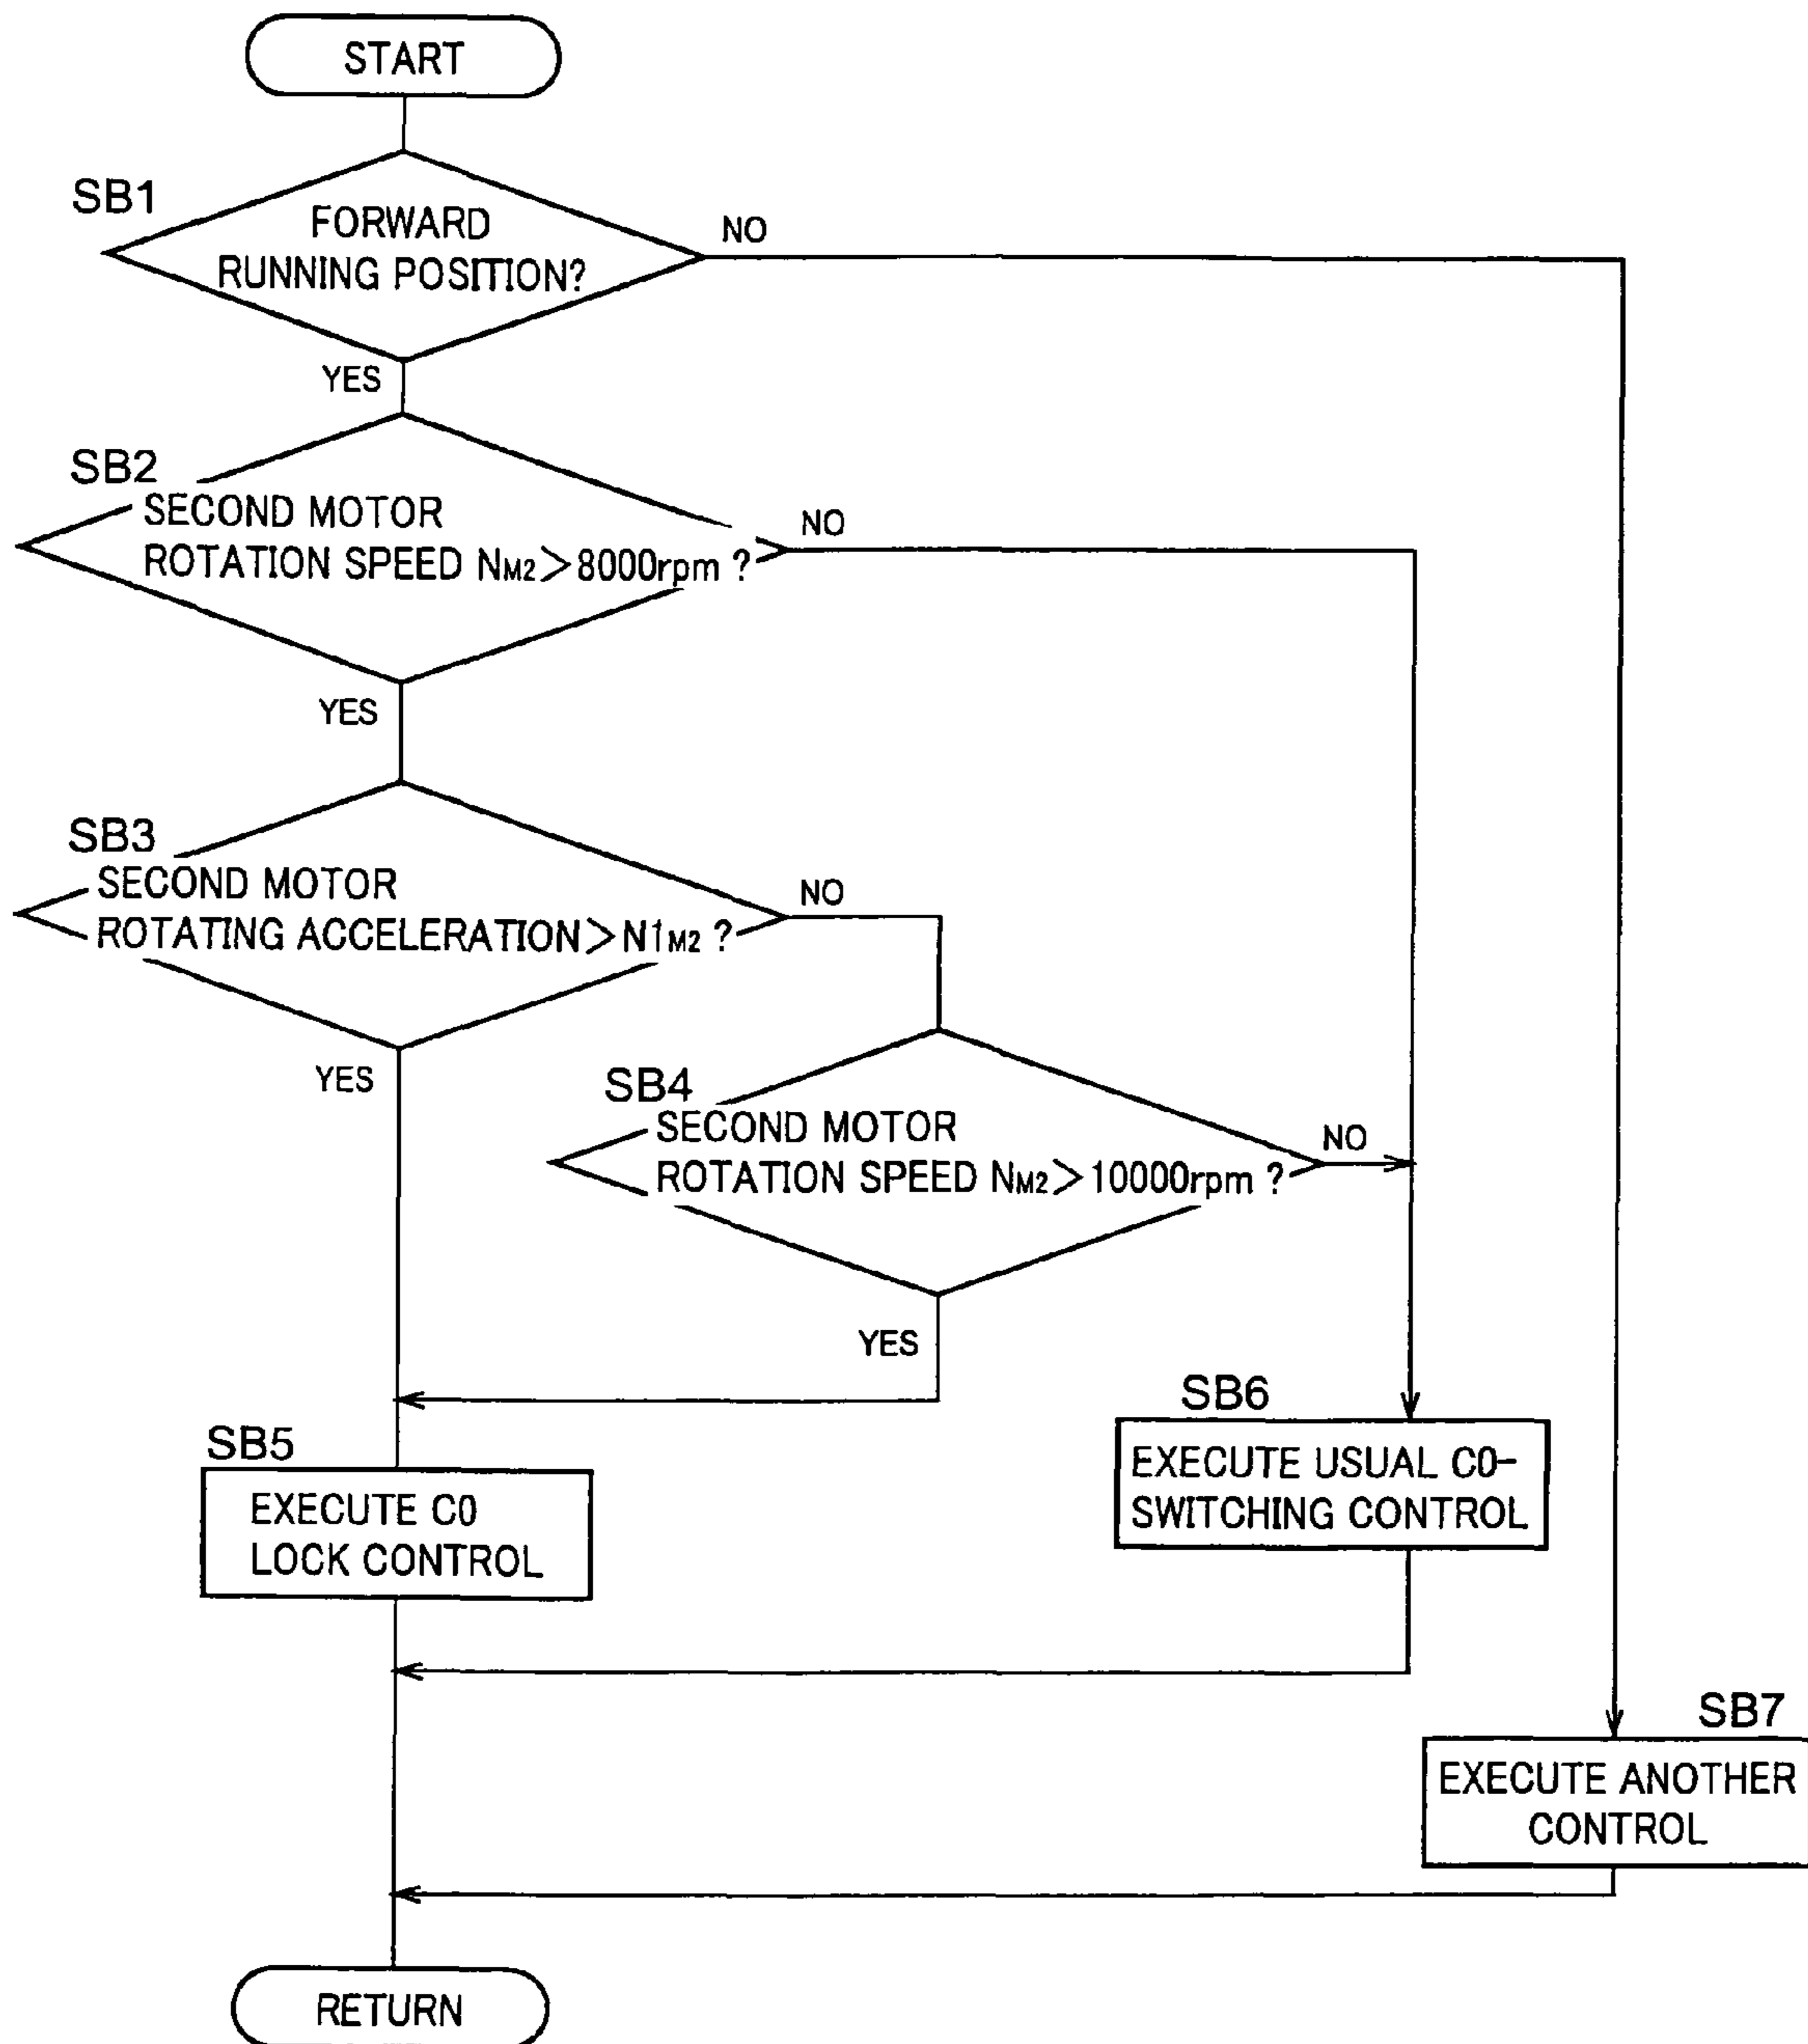 START
SB1
FORWARD
RUNNING POSITION?
NO
YES
SB2
SECOND MOTOR
ROTATION SPEED NM2>8000rpm ?
NO
YES
SB3
SECOND MOTOR
ROTATING ACCELERATION>N1M2 ?
NO
YES
SB4
SECOND MOTOR
ROTATION SPEED NM2>10000rpm ?
NO
YES
SB5
EXECUTE C0
LOCK CONTROL
SB6
EXECUTE USUAL C0-
SWITCHING CONTROL
SB7
EXECUTE ANOTHER
CONTROL
RETURN